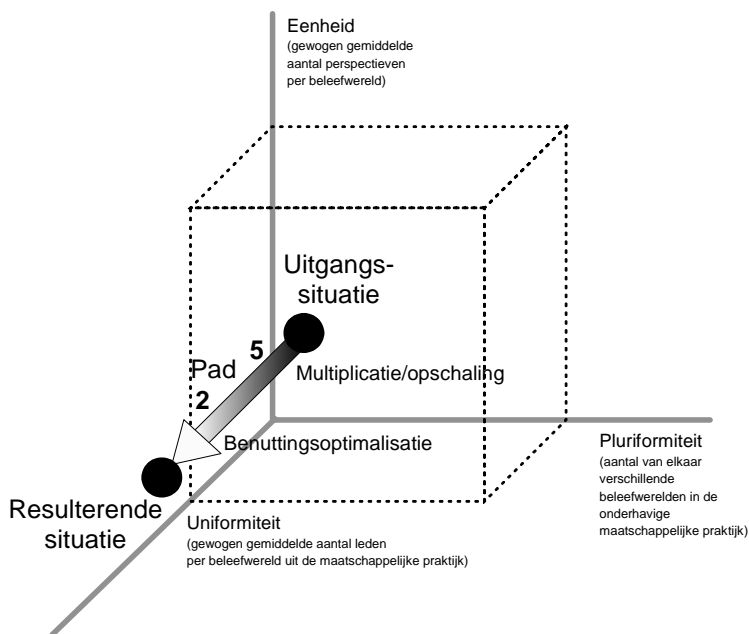 Eenheid
(gewogen gemiddelde
aantal perspectieven
per beleefwereld)
Uitgangs-
situatie
5
Pad
Multiplicatie/opschaling
2
Benuttingsoptimalisatie
Pluriformiteit
(aantal van elkaar
verschillende
beleefwerelden in de
onderhavige
maatschappelijke praktijk)
Resulterende
situatie
Uniformiteit
(gewogen gemiddelde aantal leden
per beleefwereld uit de maatschappelijke praktijk)